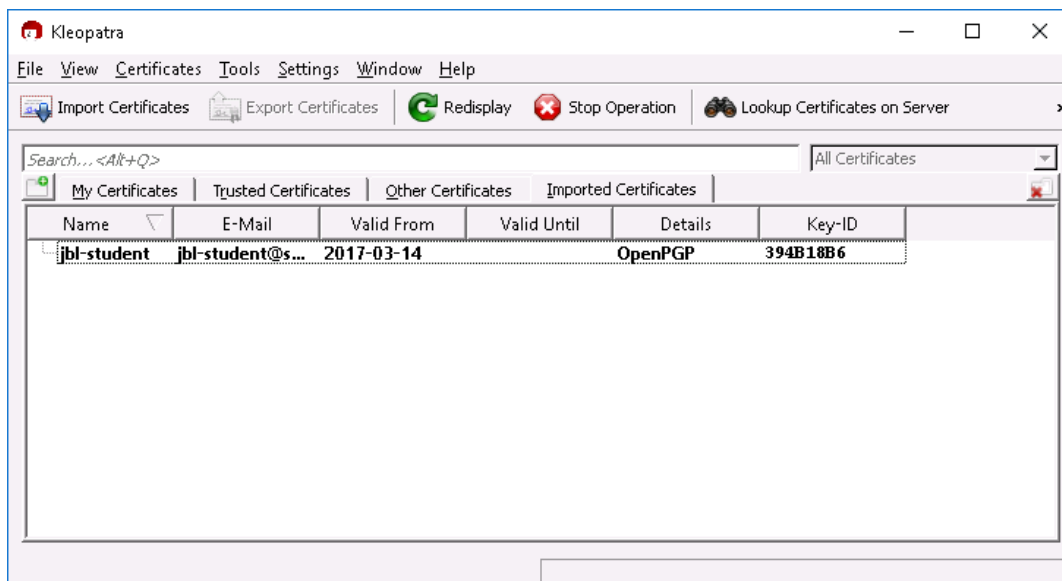 Kleopatra
File View Certificates Tools Settings Window Help
Import Certificates Export Certificates Redisplay Stop Operation Lookup Certificates on Server
Search...<Alt+Q> All Certificates
My Certificates Trusted Certificates Other Certificates Imported Certificates
Name E-Mail Valid From Valid Until Details Key-ID
jbl-student jbl-student@s... 2017-03-14 OpenPGP 394B18B6